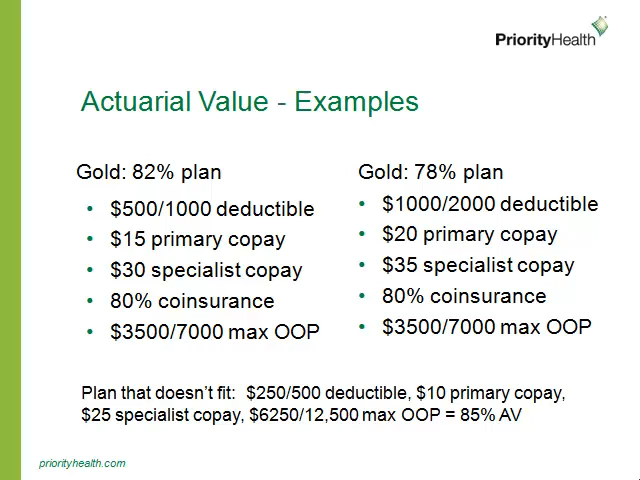 PriorityHealth
Actuarial Value - Examples
Gold: 82% plan
• $500/1000 deductible
• $15 primary copay
• $30 specialist copay
• 80% coinsurance
• $3500/7000 max OOP
Gold: 78% plan
• $1000/2000 deductible
• $20 primary copay
• $35 specialist copay
• 80% coinsurance
• $3500/7000 max OOP
Plan that doesn't fit:  $250/500 deductible, $10 primary copay,
$25 specialist copay, $6250/12,500 max OOP = 85% AV
priorityhealth.com